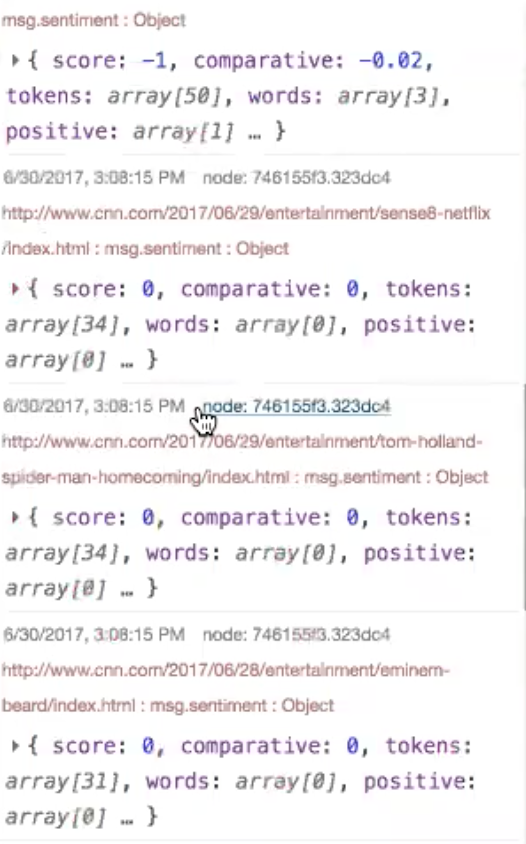 msg.sentiment : Object
▸{ score: -1, comparative: -0.02,
tokens: array[50], words: array[3],
positive: array[1] … }
6/30/2017, 3:08:15 PM node: 746155f3.323dc4
http://www.cnn.com/2017/06/29/entertainment/sense8-netflix
/index.html : msg.sentiment : Object
▸{ score: 0, comparative: 0, tokens:
array[34], words: array[0], positive:
array[0] … }
6/30/2017, 3:08:15 PM node: 746155f3.323dc4
http://www.cnn.com/2017/06/29/entertainment/tom-holland-
spider-man-homecoming/index.html : msg.sentiment : Object
▸{ score: 0, comparative: 0, tokens:
array[34], words: array[0], positive:
array[0] … }
6/30/2017, 3:08:15 PM node: 746155f3.323dc4
http://www.cnn.com/2017/06/28/entertainment/eminem-
beard/index.html : msg.sentiment : Object
▸{ score: 0, comparative: 0, tokens:
array[31], words: array[0], positive:
array[0] … }